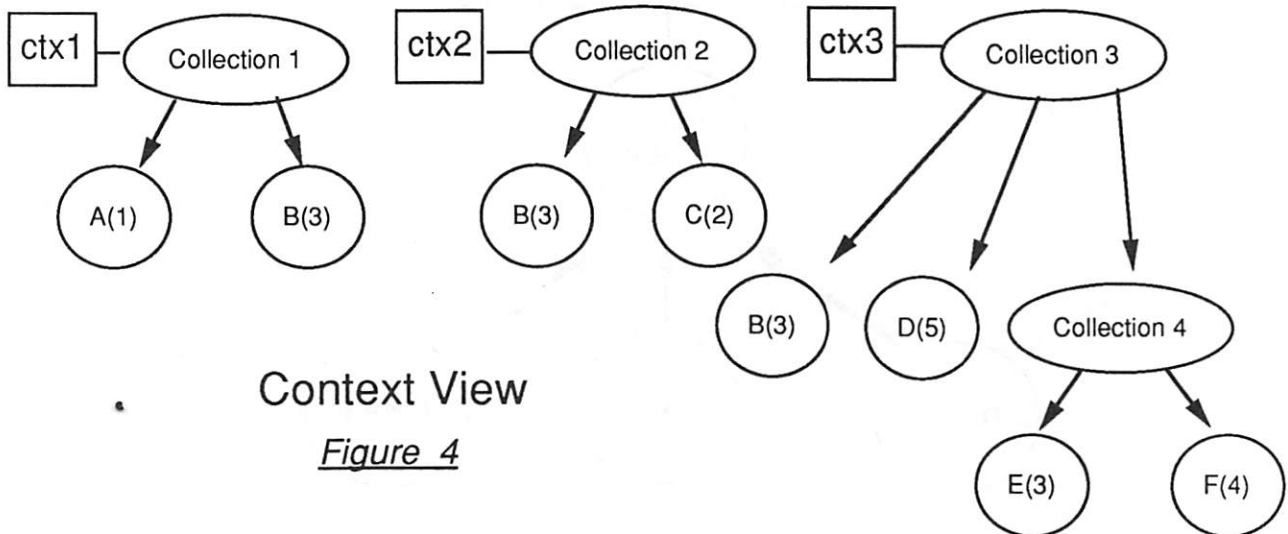 ctx1
Collection 1
ctx2
Collection 2
ctx3
Collection 3
A(1)
B(3)
B(3)
C(2)
B(3)
D(5)
Collection 4
Context View
Figure 4
E(3)
F(4)